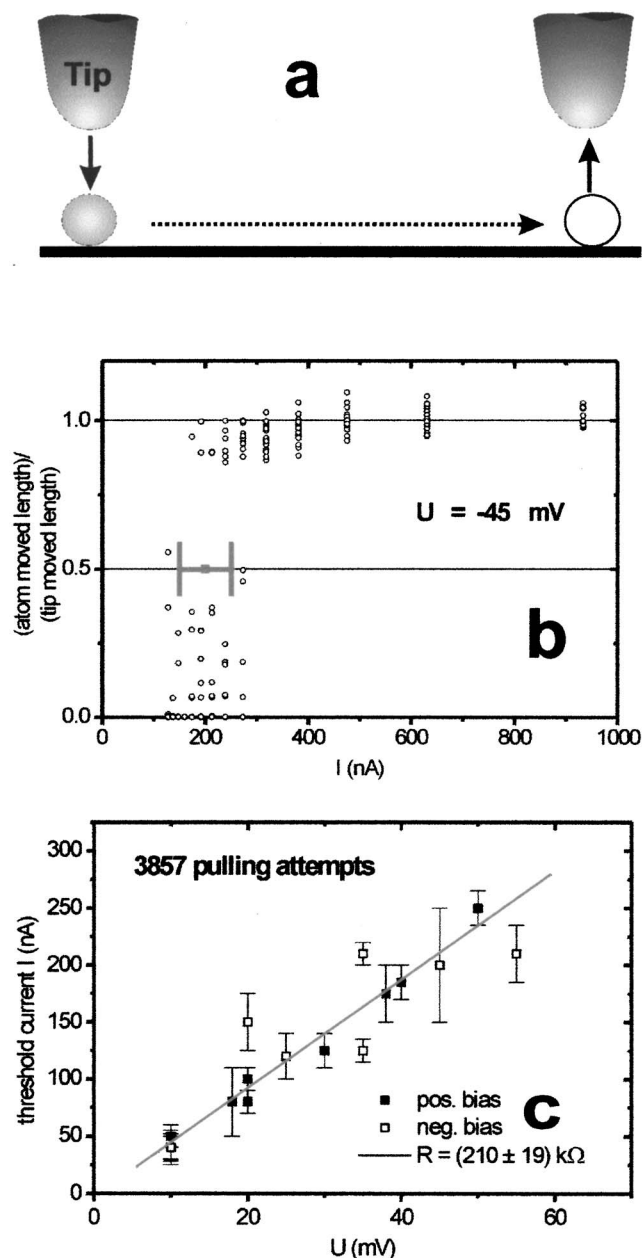 Tip
a
1.0
0.5
0.0
(atom moved length)/
(tip moved length)
U = -45 mV
b
0 200 400 600 800 1000
I (nA)
300
250
200
150
100
50
0
threshold current I (nA)
3857 pulling attempts
pos. bias
neg. bias
R = (210 ± 19) kΩ
c
0 20 40 60
U (mV)